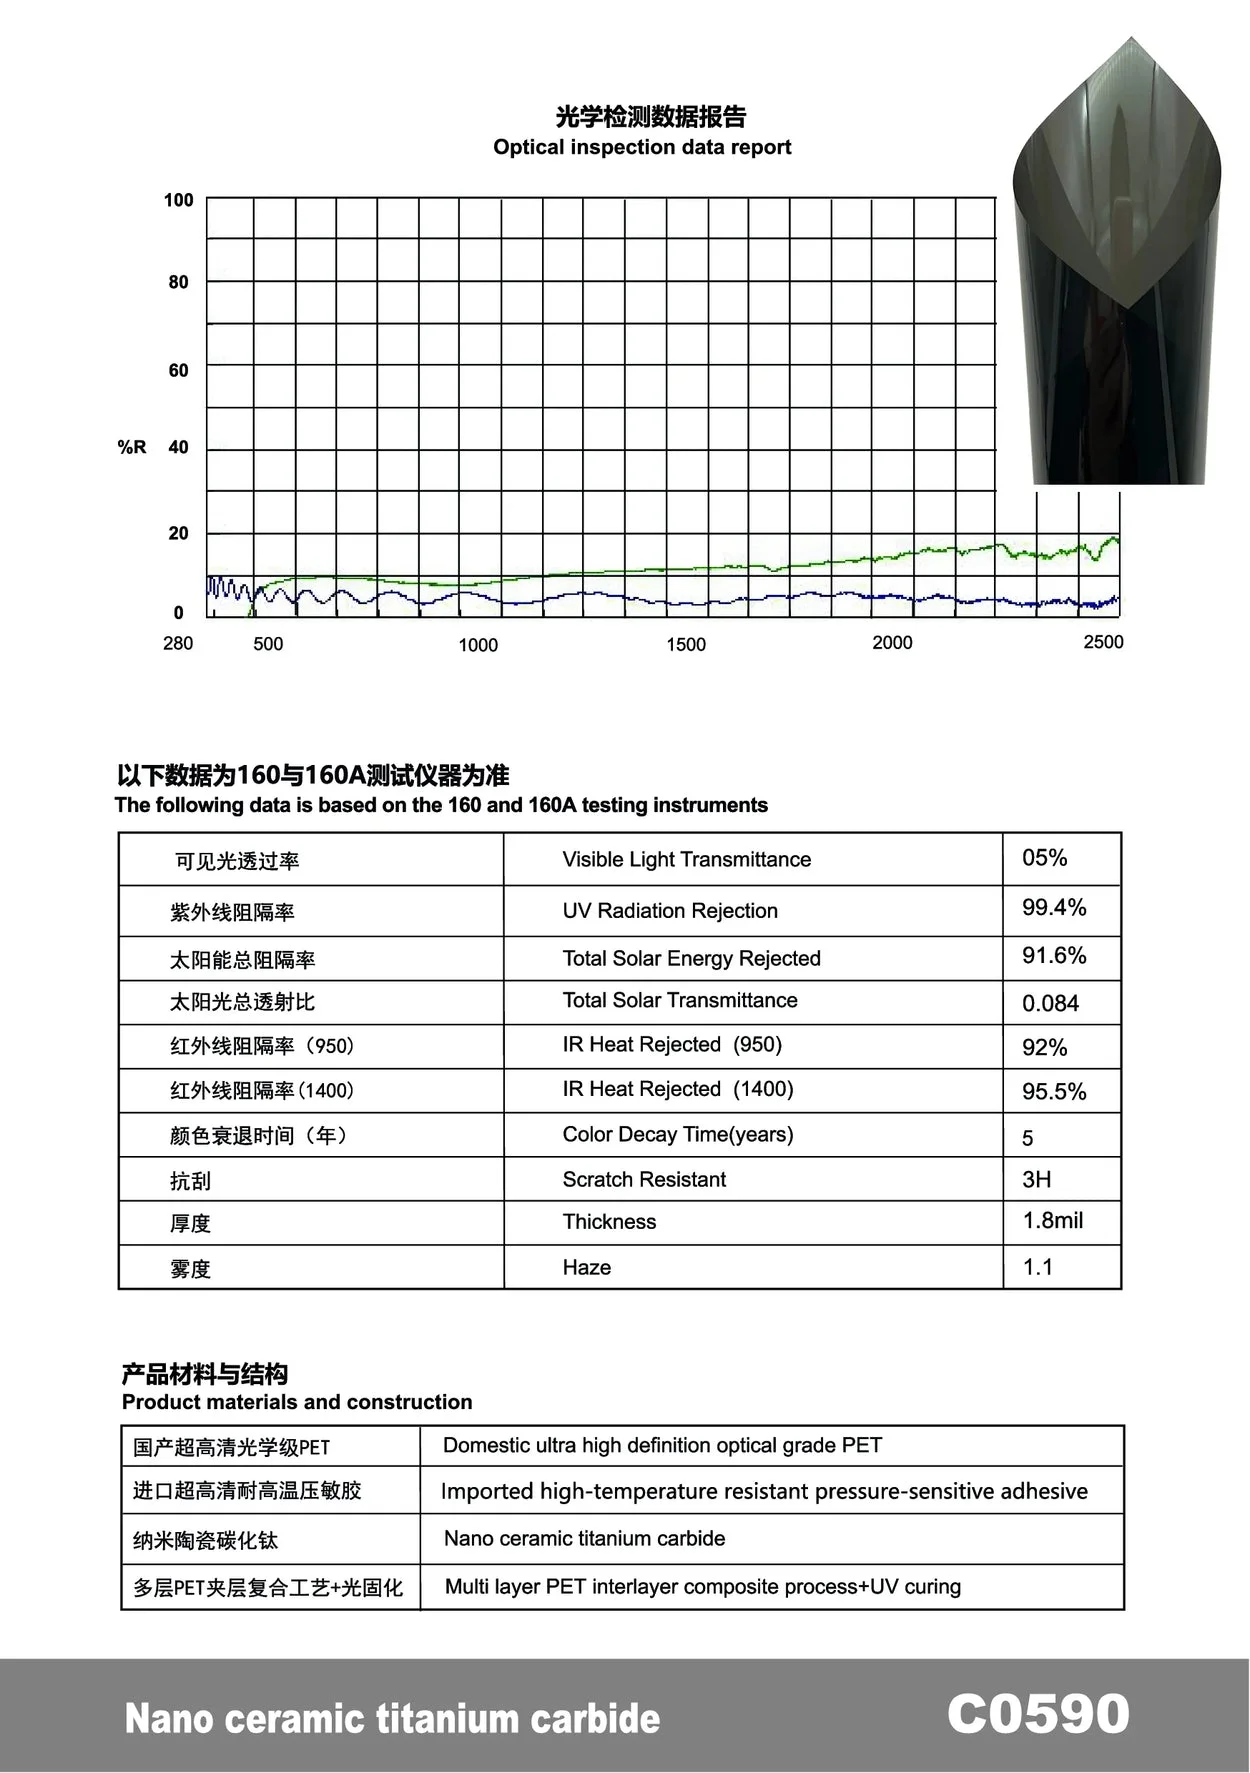 光学检测数据报告
Optical inspection data report
100
80
60
%R 40
20
0
280 500 1000 1500 2000 2500
以下数据为160与160A测试仪器为准
The following data is based on the 160 and 160A testing instruments
可见光透过率 Visible Light Transmittance 05%
紫外线阻隔率 UV Radiation Rejection 99.4%
太阳能总阻隔率 Total Solar Energy Rejected 91.6%
太阳光总透射比 Total Solar Transmittance 0.084
红外线阻隔率（950） IR Heat Rejected (950) 92%
红外线阻隔率(1400) IR Heat Rejected (1400) 95.5%
颜色衰退时间（年） Color Decay Time(years) 5
抗刮 Scratch Resistant 3H
厚度 Thickness 1.8mil
雾度 Haze 1.1
产品材料与结构
Product materials and construction
国产超高清光学级PET Domestic ultra high definition optical grade PET
进口超高清耐高温压敏胶 Imported high-temperature resistant pressure-sensitive adhesive
纳米陶瓷碳化钛 Nano ceramic titanium carbide
多层PET夹层复合工艺+光固化 Multi layer PET interlayer composite process+UV curing
Nano ceramic titanium carbide C0590